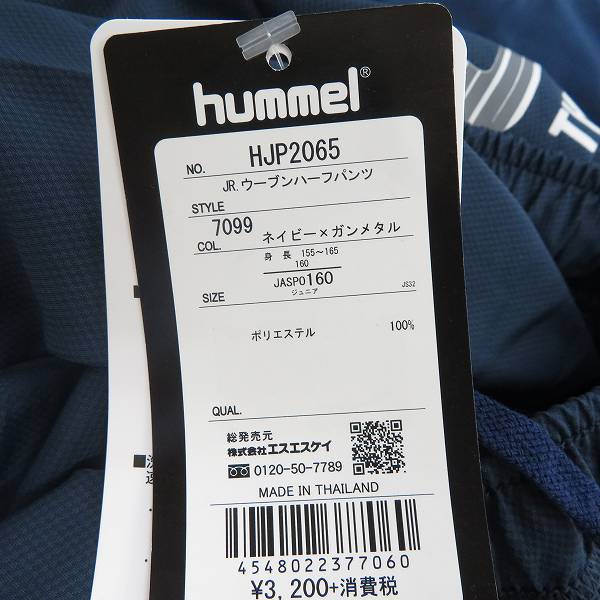 hummel®
NO. HJP2065
JR.ウーブンハーフパンツ
STYLE
7099
COL. ネイビー×ガンメタル
身 長 155~165
160
SIZE JASPO160 JS32
ジュニア
ポリエステル 100%
QUAL.
総発売元
株式会社エスエスケイ
0120-50-7789
MADE IN THAILAND
4548022377060
¥3,200+消費税